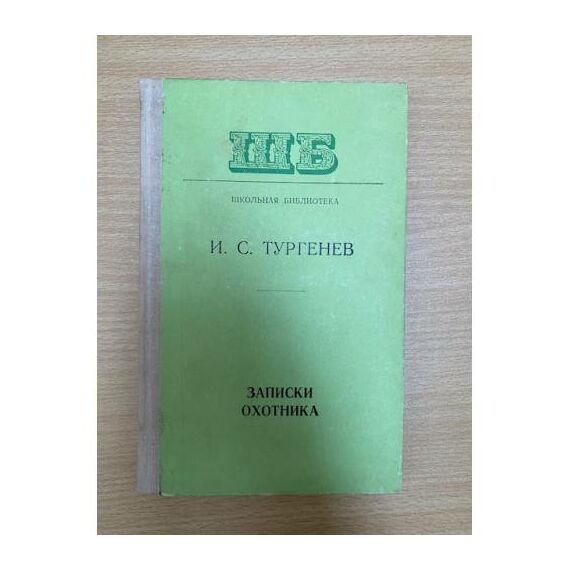 ШБ
ШКОЛЬНАЯ БИБЛИОТЕКА
И. С. ТУРГЕНЕВ
ЗАПИСКИ
ОХОТНИКА